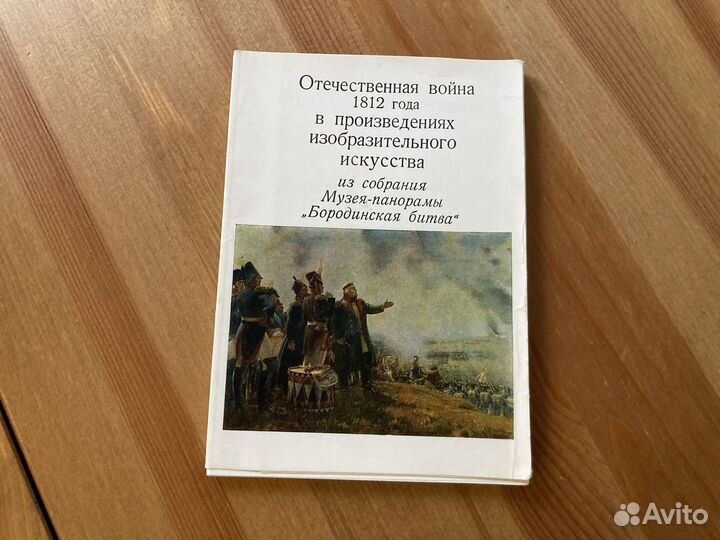 Отечественная война
1812 года
в произведениях
изобразительного
искусства
из собрания
Музея-панорамы
„Бородинская битва“
Avito